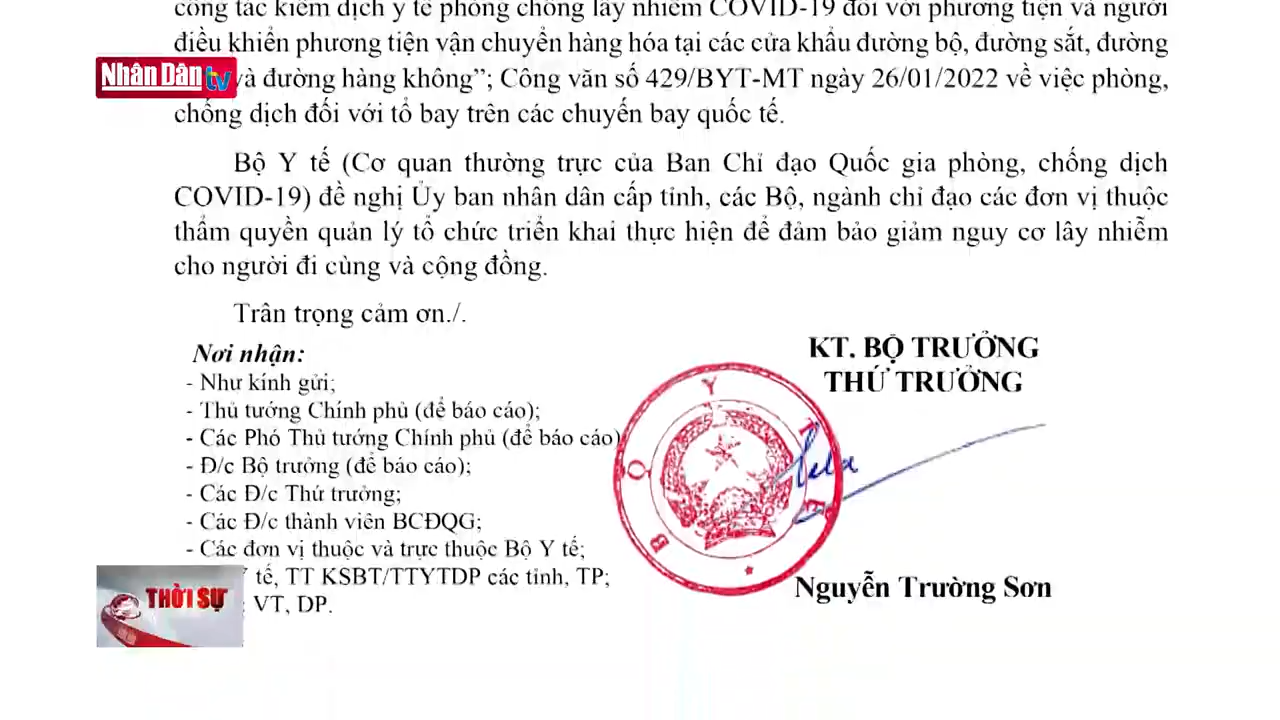 công tác kiểm dịch y tế phòng chống lây nhiễm COVID-19 đối với phương tiện và người
điều khiển phương tiện vận chuyển hàng hóa tại các cửa khẩu đường bộ, đường sắt, đường
Nhân Dân tv
và đường hàng không”; Công văn số 429/BYT-MT ngày 26/01/2022 về việc phòng,
chống dịch đối với tổ bay trên các chuyến bay quốc tế.
Bộ Y tế (Cơ quan thường trực của Ban Chỉ đạo Quốc gia phòng, chống dịch
COVID-19) đề nghị Ủy ban nhân dân cấp tỉnh, các Bộ, ngành chỉ đạo các đơn vị thuộc
thẩm quyền quản lý tổ chức triển khai thực hiện để đảm bảo giảm nguy cơ lây nhiễm
cho người đi cùng và cộng đồng.
Trân trọng cảm ơn./.
Nơi nhận:
- Như kính gửi;
- Thủ tướng Chính phủ (để báo cáo);
- Các Phó Thủ tướng Chính phủ (để báo cáo)
- Đ/c Bộ trưởng (để báo cáo);
- Các Đ/c Thứ trưởng;
- Các Đ/c thành viên BCĐQG;
- Các đơn vị thuộc và trực thuộc Bộ Y tế;
tế, TT KSBT/TTYTDP các tỉnh, TP;
VT, DP.
KT. BỘ TRƯỞNG
THỨ TRƯỞNG
BỘ Y TẾ
Nguyễn Trường Sơn
THỜI SỰ